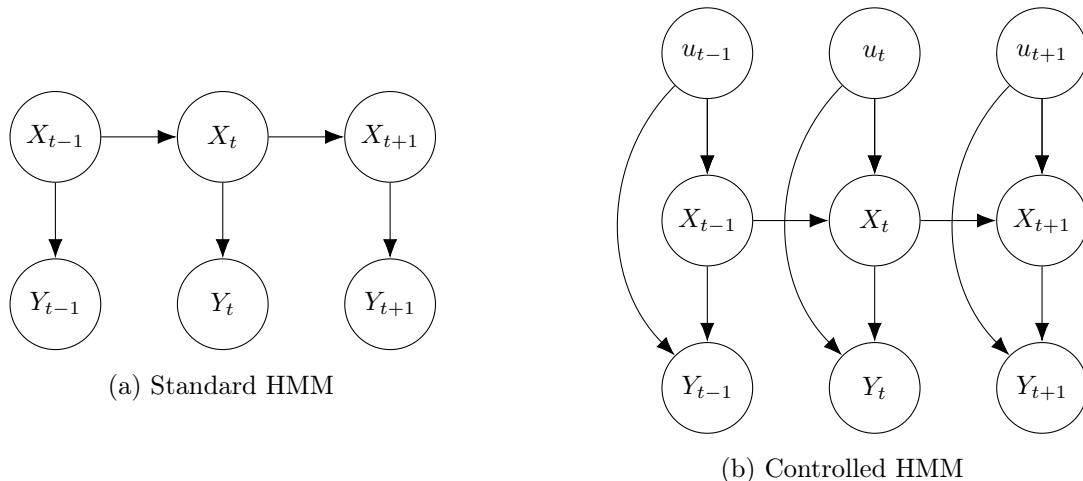 X_{t−1} X_t X_{t+1}
Y_{t−1} Y_t Y_{t+1}
(a) Standard HMM
u_{t−1} u_t u_{t+1}
X_{t−1} X_t X_{t+1}
Y_{t−1} Y_t Y_{t+1}
(b) Controlled HMM